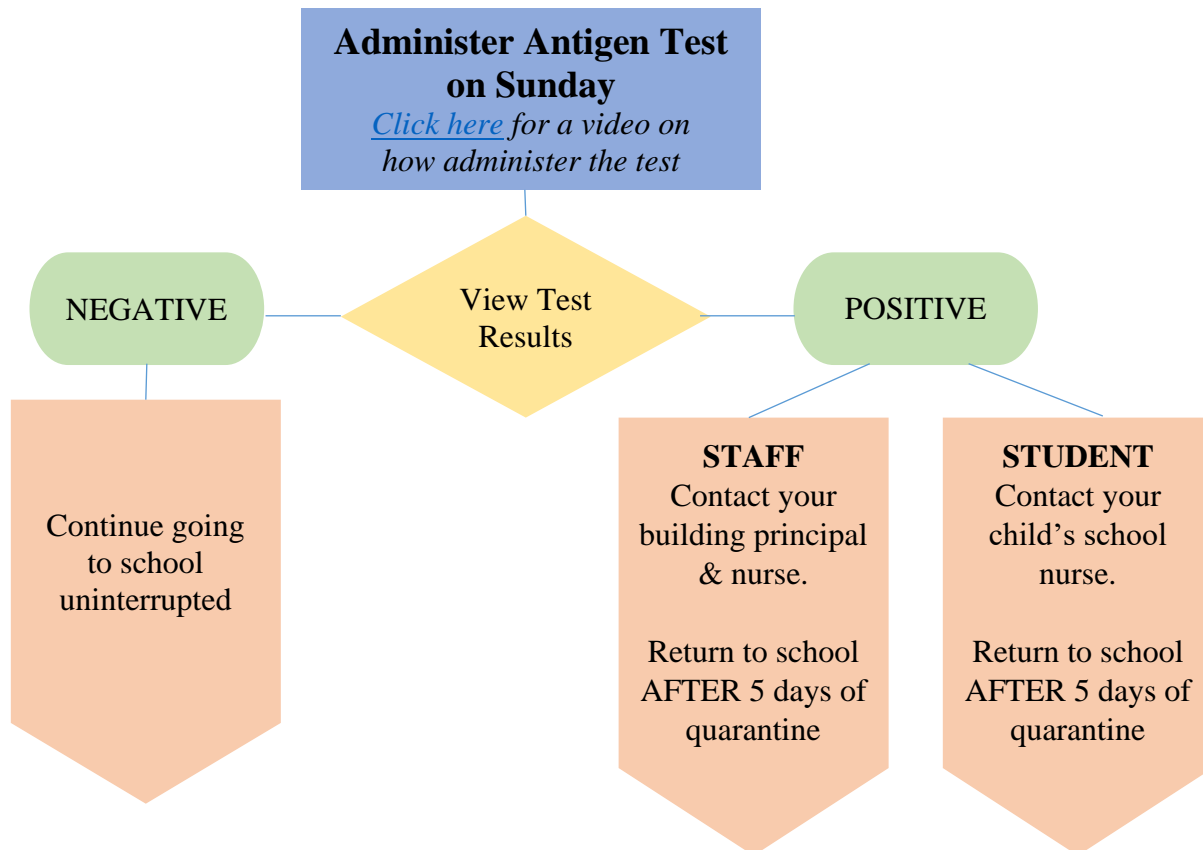 Administer Antigen Test
on Sunday
Click here for a video on
how administer the test
View Test
Results
NEGATIVE
POSITIVE
Continue going
to school
uninterrupted
STAFF
Contact your
building principal
& nurse.
Return to school
AFTER 5 days of
quarantine
STUDENT
Contact your
child’s school
nurse.
Return to school
AFTER 5 days of
quarantine